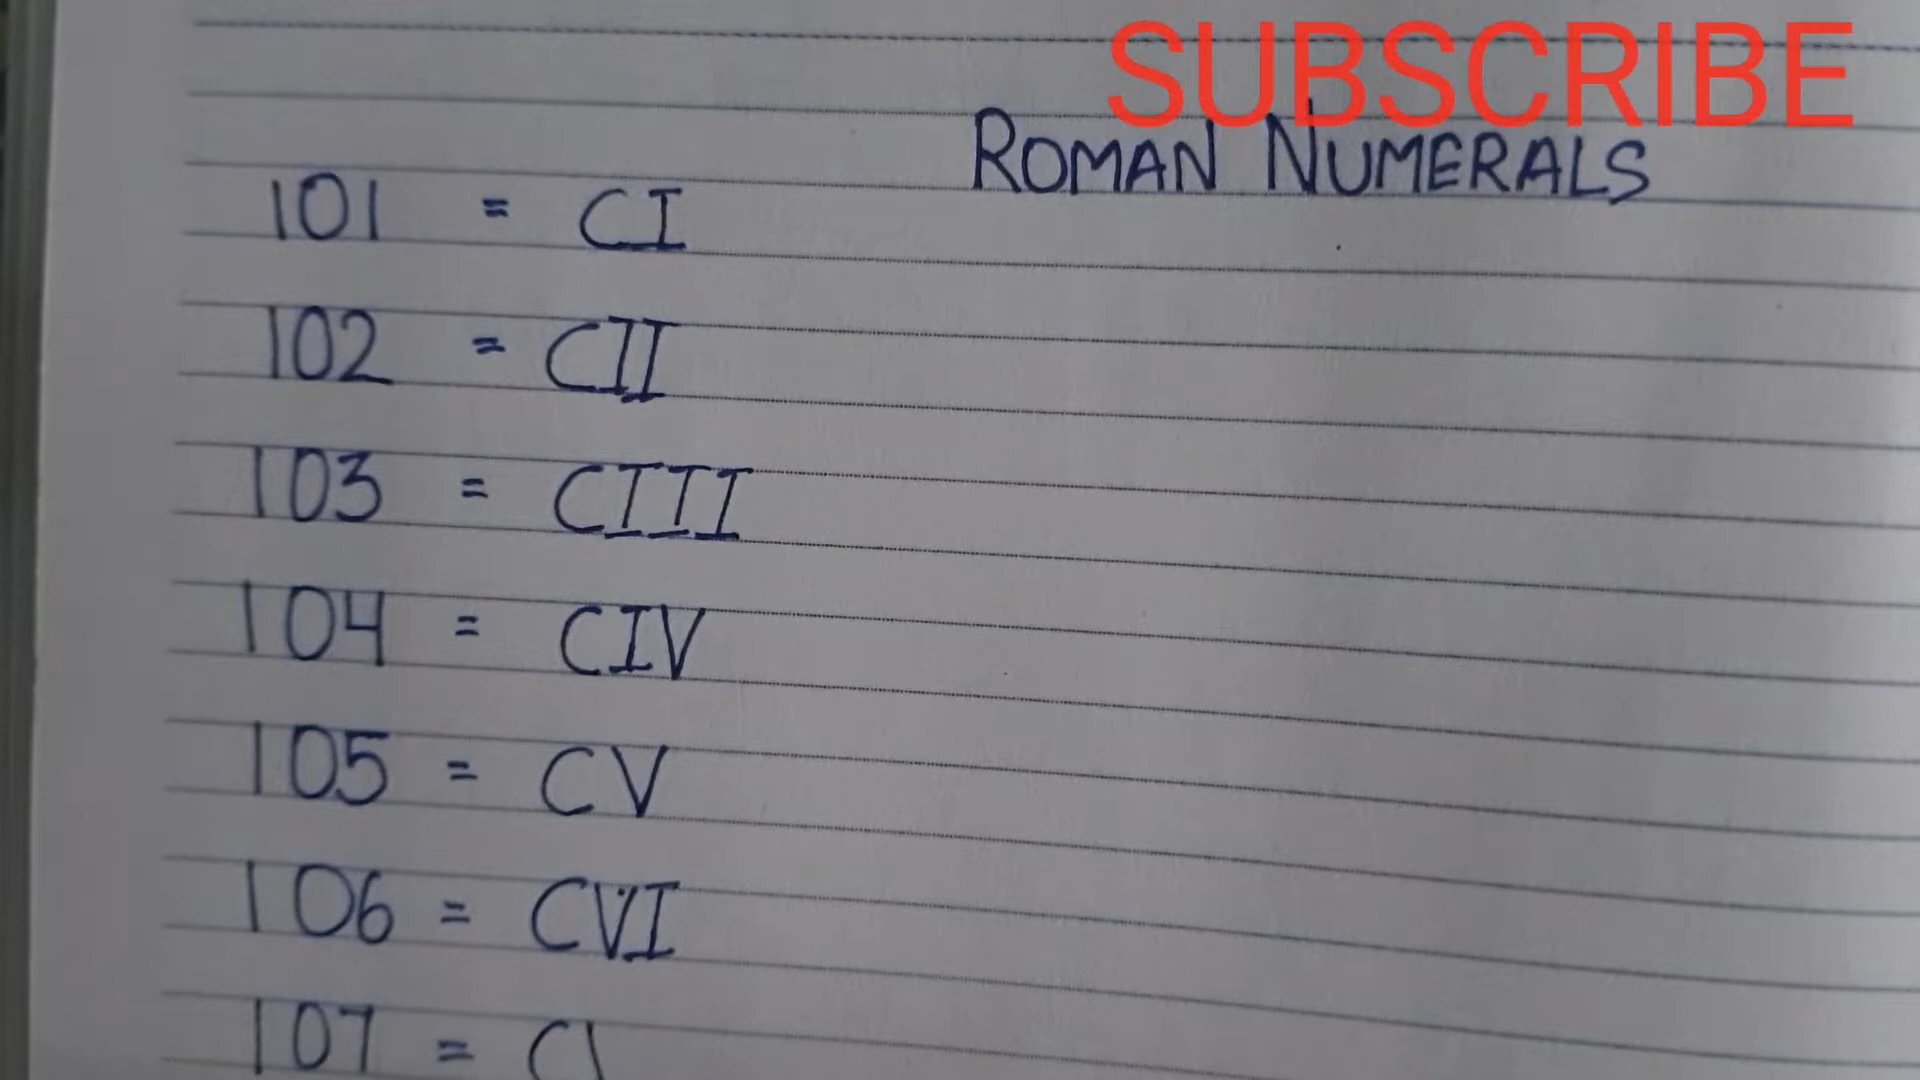 SUBSCRIBE
ROMAN NUMERALS
101 = CI
102 = CII
103 = CIII
104 = CIV
105 = CV
106 = CVI
107 = C